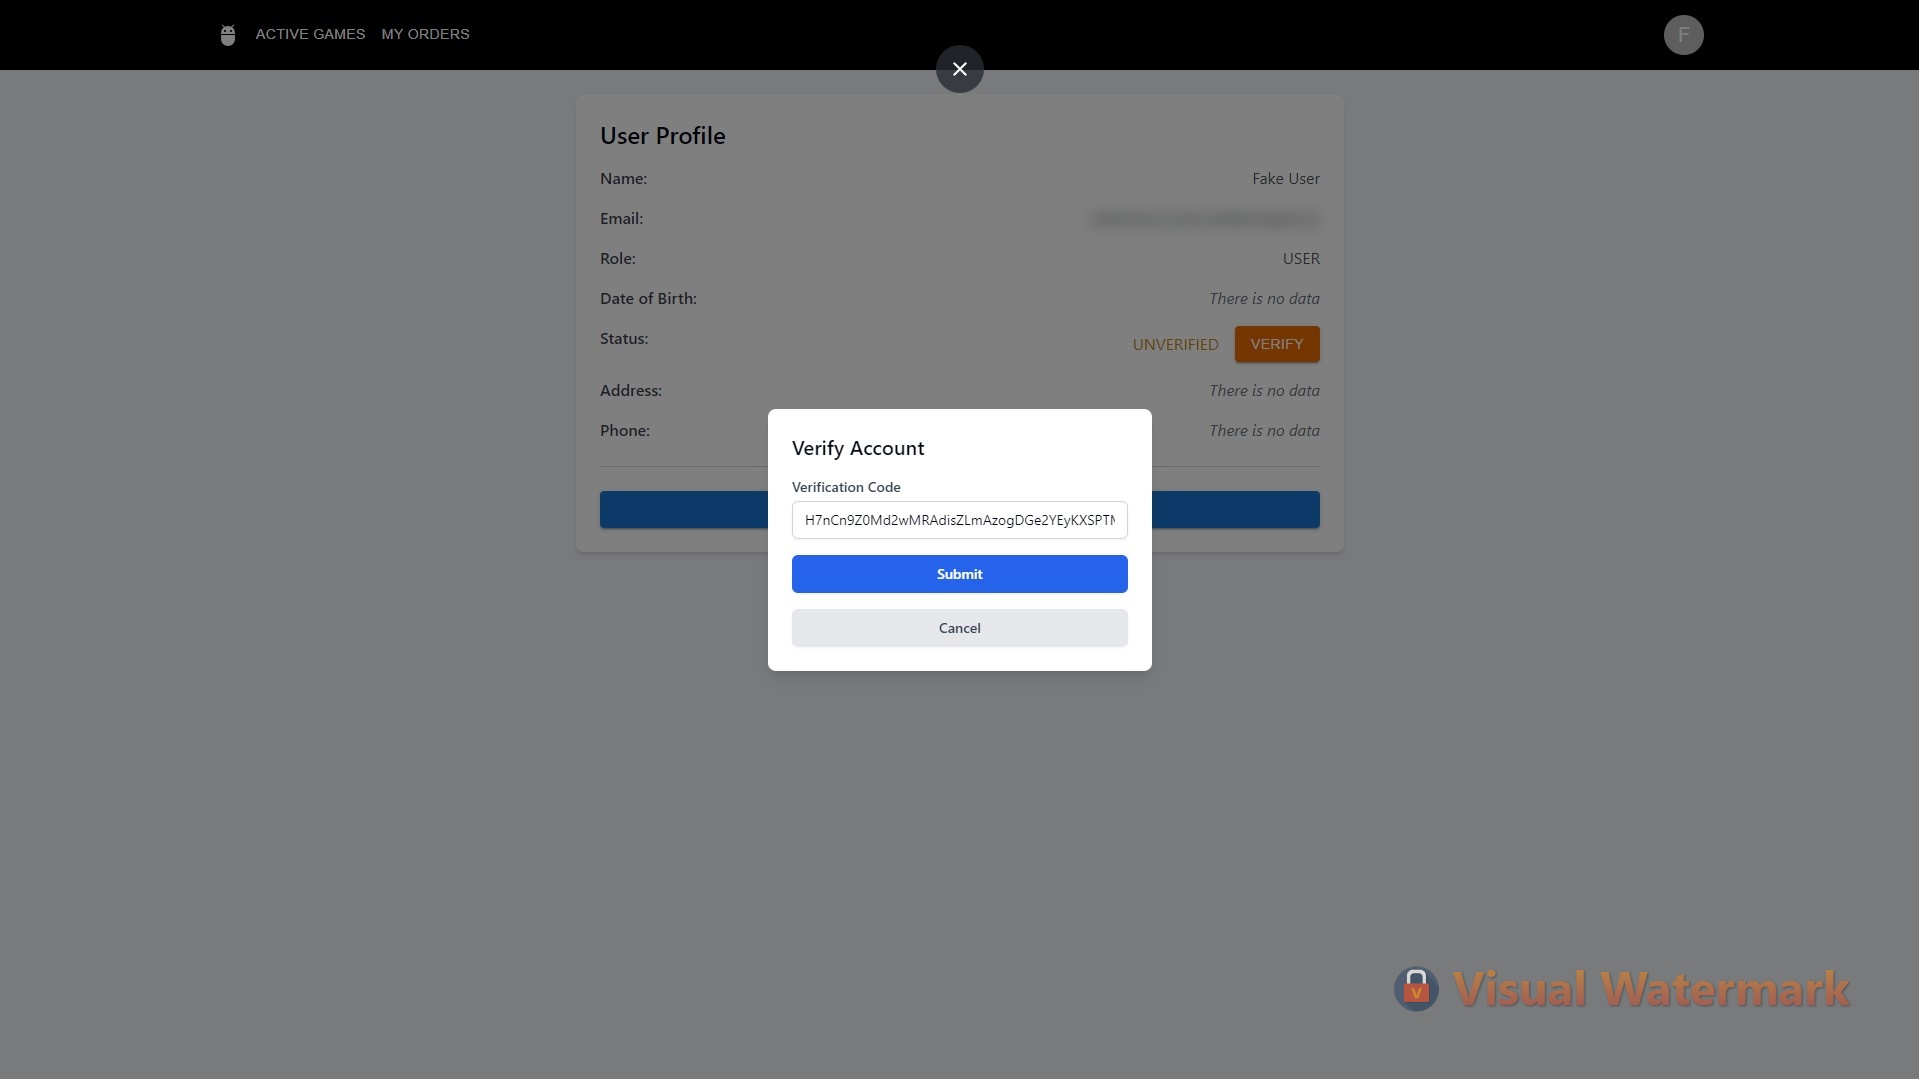 ACTIVE GAMES MY ORDERS
F
User Profile
Name: Fake User
Email:
Role: USER
Date of Birth: There is no data
Status: UNVERIFIED VERIFY
Address: There is no data
Phone: There is no data
Verify Account
Verification Code
H7nCn9Z0Md2wMRAdisZLmAzogDGe2YEyKXSPTM
Submit
Cancel
V Visual Watermark